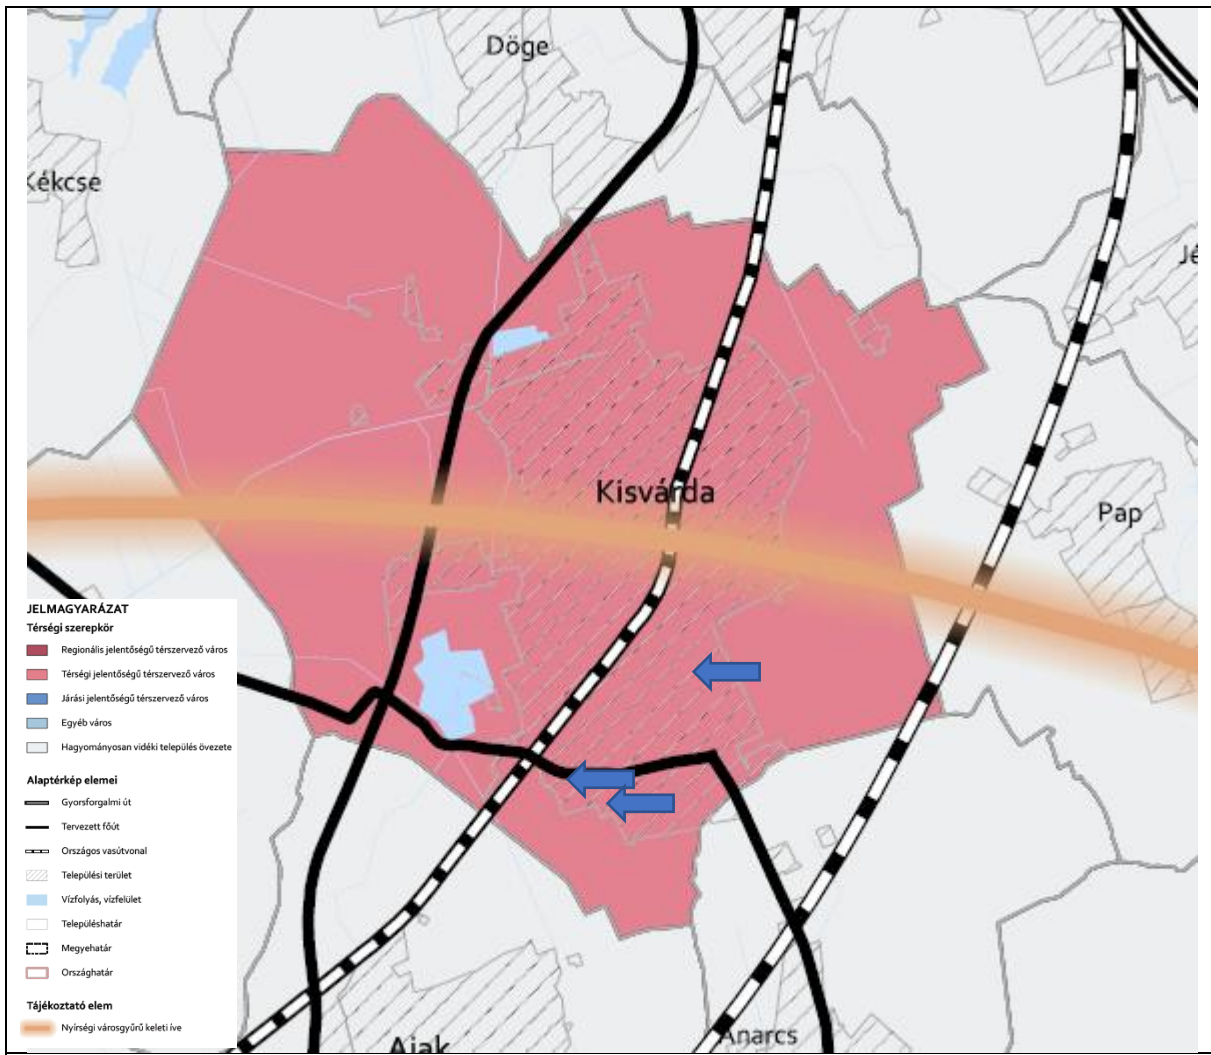 Döge
Kékcse
Jé
Kisvárda
Pap
JELMAGYARÁZAT
Térségi szerepkör
Regionális jelentőségű térszervező város
Térségi jelentőségű térszervező város
Járási jelentőségű térszervező város
Egyéb város
Hagyományosan vidéki település övezete
Alaptérkép elemei
Gyorsforgalmi út
Tervezett főút
Országos vasútvonal
Települési terület
Vízfolyás, vízfelület
Településhatár
Megyehatár
Országhatár
Tájékoztató elem
Nyírségi városgyűrű keleti íve
Ajak
Anarcs